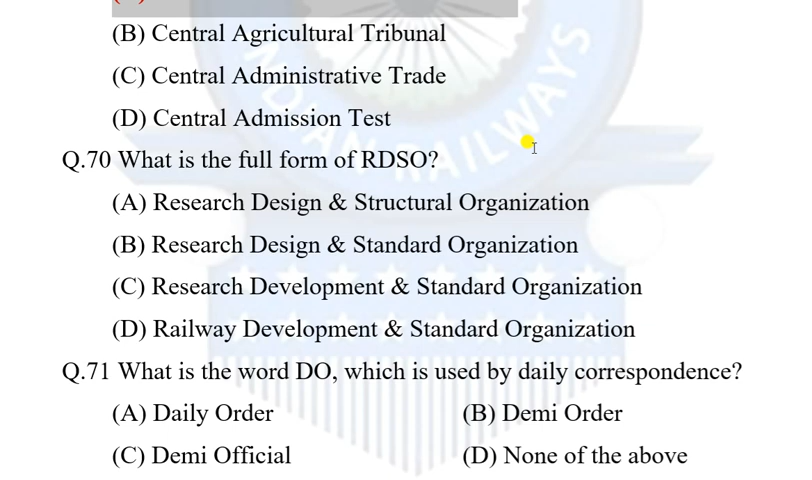 (B) Central Agricultural Tribunal
(C) Central Administrative Trade
(D) Central Admission Test
Q.70 What is the full form of RDSO?
(A) Research Design & Structural Organization
(B) Research Design & Standard Organization
(C) Research Development & Standard Organization
(D) Railway Development & Standard Organization
Q.71 What is the word DO, which is used by daily correspondence?
(A) Daily Order (B) Demi Order
(C) Demi Official (D) None of the above
INDIAN RAILWAYS